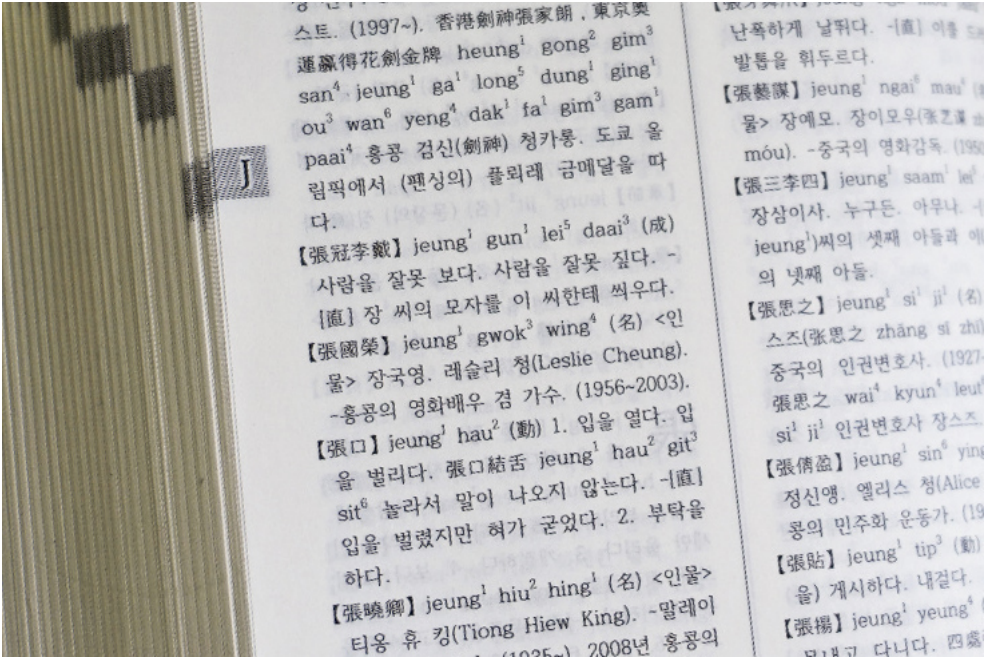 스트. (1997~). 香港劍神張家朗，東京奧
運贏得花劍金牌 heung¹ gong² gim³
san⁴ jeung¹ ga¹ long⁵ dung¹ ging¹
ou³ wan⁶ yeng⁴ dak¹ fa¹ gim³ gam¹
paai⁴ 홍콩 검신(劍神) 청카롱. 도쿄 올
림픽에서 (펜싱의) 플뢰레 금메달을 따
다.
【張冠李戴】 jeung¹ gun¹ lei⁵ daai³ (成)
사람을 잘못 보다. 사람을 잘못 짚다. -
[直] 장 씨의 모자를 이 씨한테 씌우다.
【張國榮】 jeung¹ gwok³ wing⁴ (名) <인
물> 장국영. 레슬리 청(Leslie Cheung).
-홍콩의 영화배우 겸 가수. (1956~2003).
【張口】 jeung¹ hau² (動) 1. 입을 열다. 입
을 벌리다. 張口結舌 jeung¹ hau² git³
sit⁶ 놀라서 말이 나오지 않는다. -[直]
입을 벌렸지만 혀가 굳었다. 2. 부탁을
하다.
【張曉卿】 jeung¹ hiu² hing¹ (名) <인물>
티옹 휴 킹(Tiong Hiew King). -말레이
(1935~) 2008년 홍콩의
J
난폭하게 날뛰다. -[直] 이를
발톱을 휘두르다.
【張藝謀】 jeung¹ ngai⁶ mau⁴
물> 장예모. 장이모우(张艺谋
móu). -중국의 영화감독. (1950
【張三李四】 jeung¹ saam¹ lei⁵
장삼이사. 누구든. 아무나.
jeung¹)씨의 셋째 아들과
의 넷째 아들.
【張思之】 jeung¹ si¹ ji¹ (名)
스즈(张思之 zhāng sī zhī)
중국의 인권변호사. (1927-
張思之 wai⁴ kyun⁴ leut⁶
si¹ ji¹ 인권변호사 장스즈.
【張倩盈】 jeung¹ sin⁶ ying
정신앵. 엘리스 청(Alice
콩의 민주화 운동가. (19
【張貼】 jeung¹ tip³ (動)
을) 게시하다. 내걸다.
【張揚】 jeung¹ yeung⁴
다니다. 四處